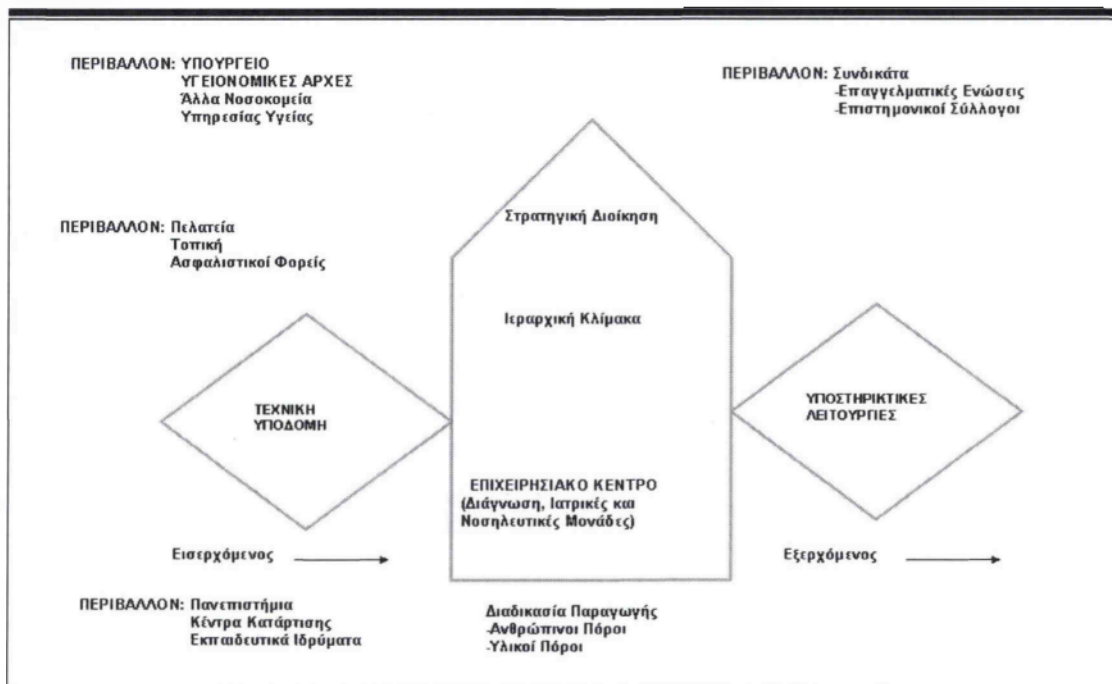 ΠΕΡΙΒΑΛΛΟΝ: ΥΠΟΥΡΓΕΙΟ
ΥΓΕΙΟΝΟΜΙΚΕΣ ΑΡΧΕΣ
Άλλα Νοσοκομεία
Υπηρεσίας Υγείας
ΠΕΡΙΒΑΛΛΟΝ: Συνδικάτα
-Επαγγελματικές Ενώσεις
-Επιστημονικοί Σύλλογοι
ΠΕΡΙΒΑΛΛΟΝ: Πελατεία
Τοπική
Ασφαλιστικοί Φορείς
Στρατηγική Διοίκηση
Ιεραρχική Κλίμακα
ΤΕΧΝΙΚΗ
ΥΠΟΔΟΜΗ
ΥΠΟΣΤΗΡΙΚΤΙΚΕΣ
ΛΕΙΤΟΥΡΓΙΕΣ
ΕΠΙΧΕΙΡΗΣΙΑΚΟ ΚΕΝΤΡΟ
(Διάγνωση, Ιατρικές και
Νοσηλευτικές Μονάδες)
Εισερχόμενος
Εξερχόμενος
ΠΕΡΙΒΑΛΛΟΝ: Πανεπιστήμια
Κέντρα Κατάρτισης
Εκπαιδευτικά Ιδρύματα
Διαδικασία Παραγωγής
-Ανθρώπινοι Πόροι
-Υλικοί Πόροι